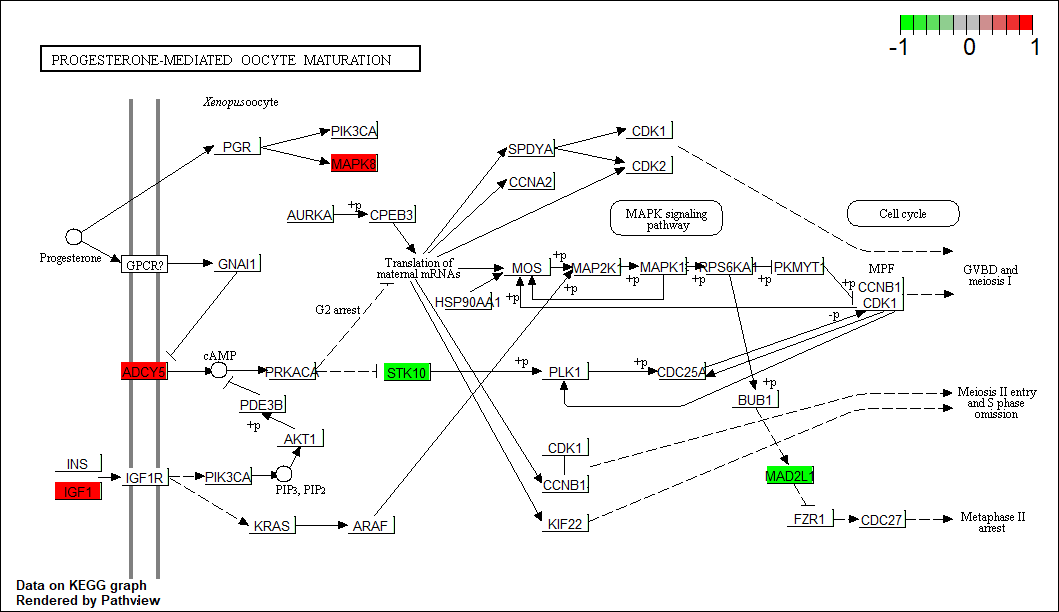 -1 0 1
PROGESTERONE-MEDIATED OOCYTE MATURATION
Xenopus oocyte
PGR
PIK3CA
MAPK8
SPDYA
CCNA2
CDK1
CDK2
AURKA
+p
CPEB3
MAPK signaling
pathway
Cell cycle
Progesterone
GPCR?
GNAI1
Translation of
maternal mRNAs
MOS
+p
MAP2K1
+p
MAPK1
+p
RPS6KA1
+p
PKMYT1
+p
MPF
CCNB1
CDK1
GVBD and
meiosis I
HSP90AA1
+p
+p
G2 arrest
-p
ADCY5
cAMP
PRKACA
STK10
+p
PLK1
+p
CDC25A
+p
BUB1
PDE3B
+p
AKT1
Meiosis II entry
and S phase
omission
INS
IGF1
IGF1R
PIK3CA
PIP3, PIP2
CDK1
CCNB1
MAD2L1
KRAS
ARAF
KIF22
FZR1
CDC27
Metaphase II
arrest
Data on KEGG graph
Rendered by Pathview